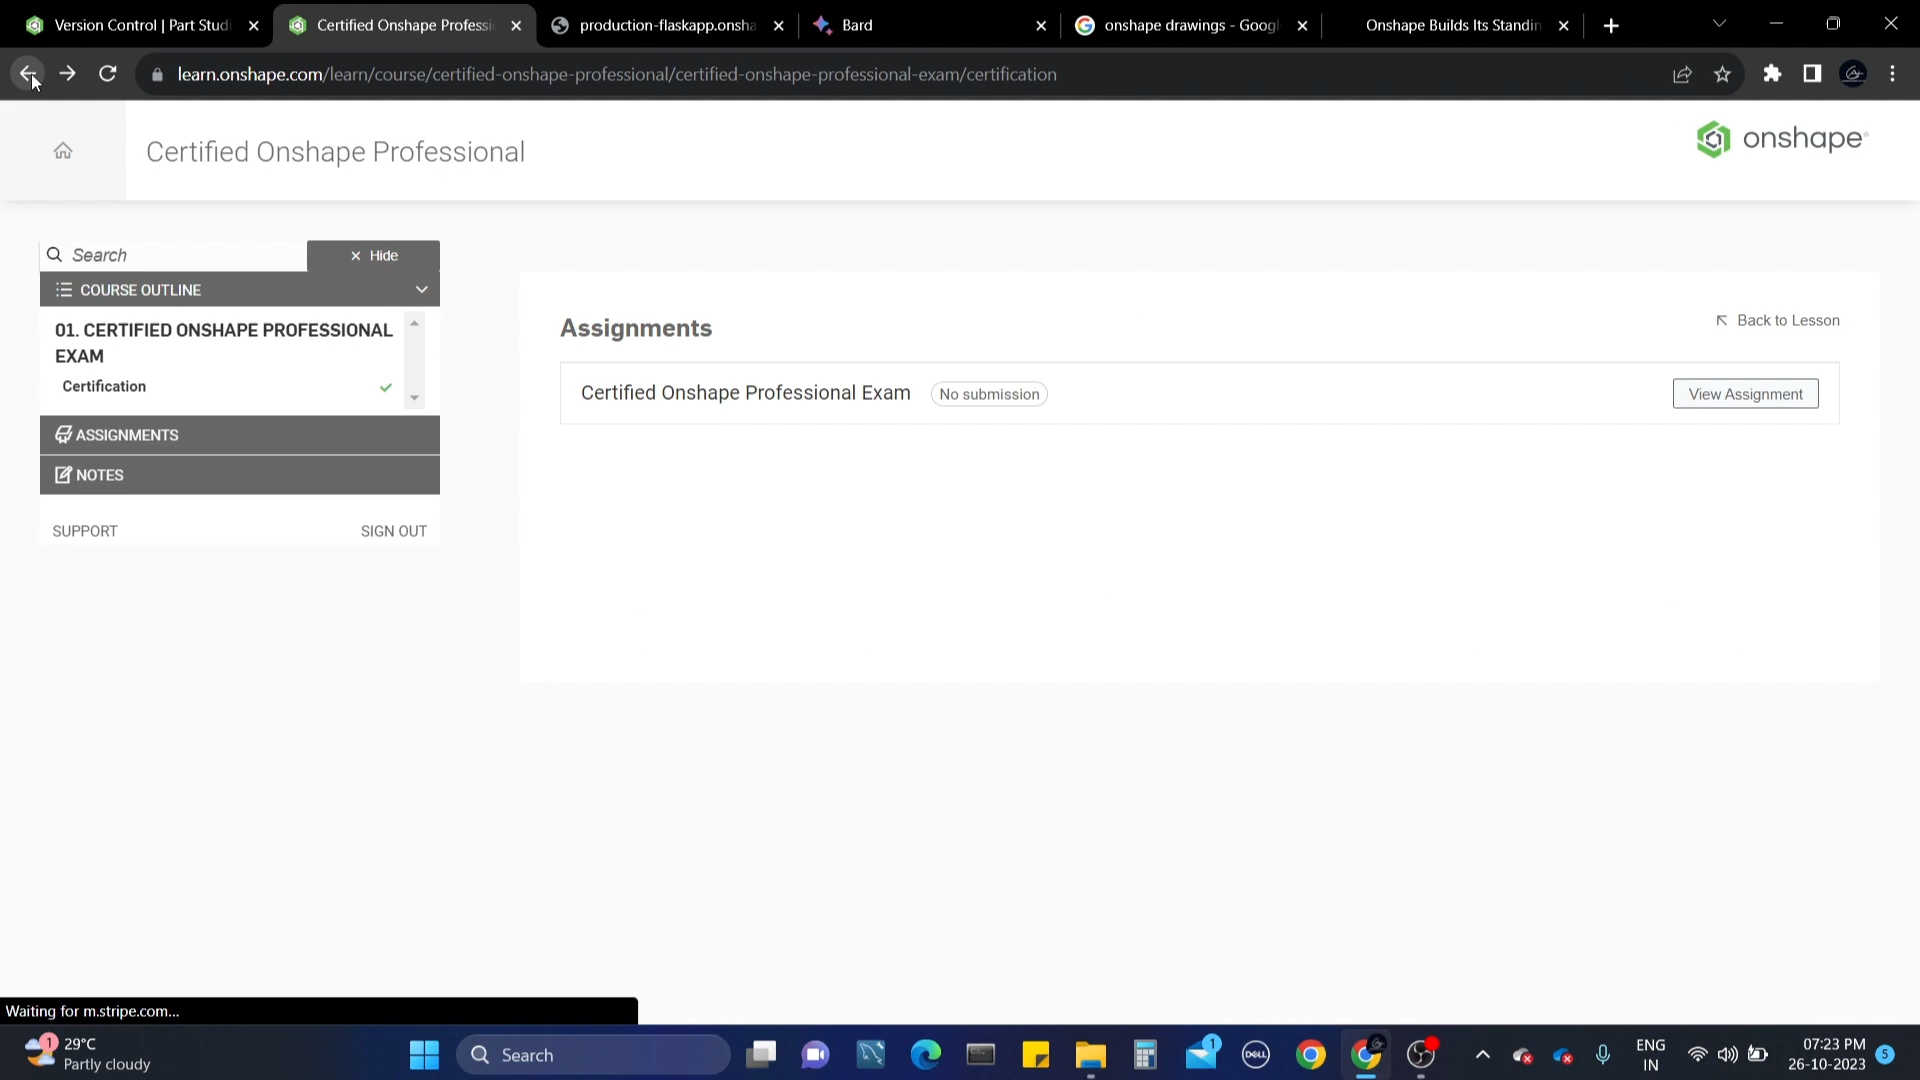 Version Control | Part Studi
Certified Onshape Professi
production-flaskapp.onsha
Bard
onshape drawings - Googl
Onshape Builds Its Standin
learn.onshape.com/learn/course/certified-onshape-professional/certified-onshape-professional-exam/certification
Certified Onshape Professional
onshape
Search
Hide
COURSE OUTLINE
01. CERTIFIED ONSHAPE PROFESSIONAL
EXAM
Certification
ASSIGNMENTS
NOTES
SUPPORT
SIGN OUT
Assignments
Back to Lesson
Certified Onshape Professional Exam
No submission
View Assignment
Waiting for m.stripe.com...
1
29°C
Partly cloudy
Search
1
DELL
ENG
IN
07:23 PM
26-10-2023
5